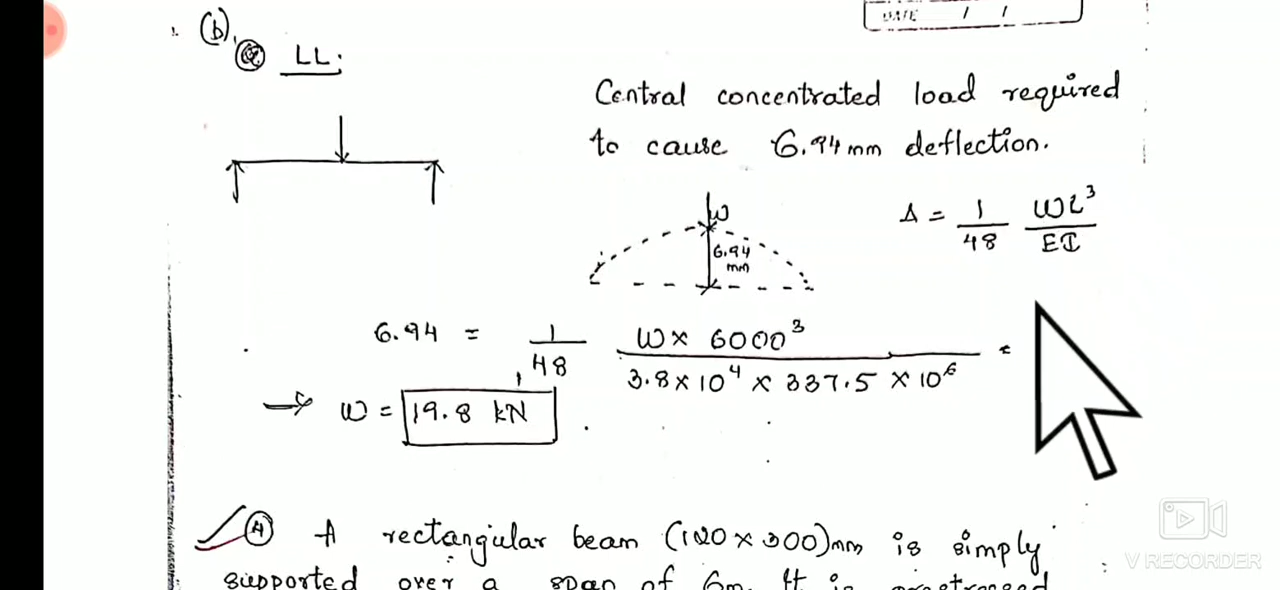 DATE / /
(b).
ⓐ LL:
Central concentrated load required
to cause 6.94 mm deflection.
W
6.94
mm
Δ = 1/48 WL³/EI
6.94 = 1/48 W × 6000³ / 3.8 × 10⁴ × 337.5 × 10⁶ =
→ W = 19.8 kN
④ A rectangular beam (120 × 300)mm is simply
supported over a span of 6m. It is prestressed
V RECORDER